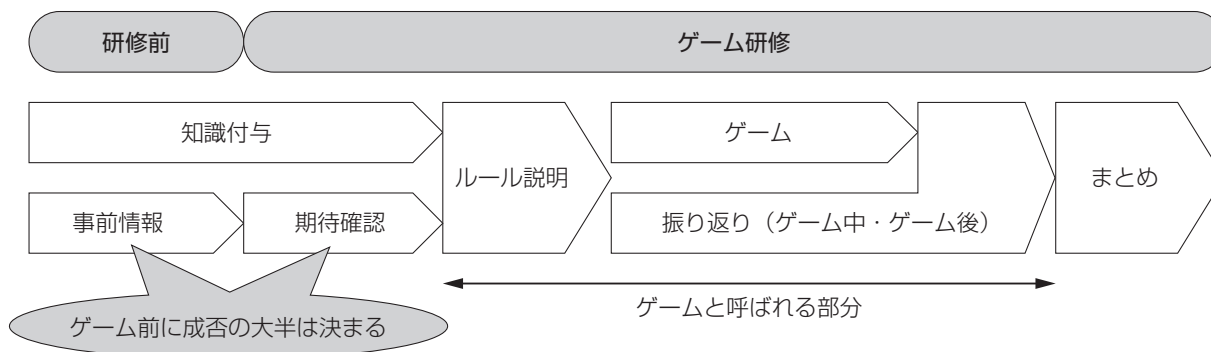 研修前
ゲーム研修
知識付与
ルール説明
ゲーム
まとめ
事前情報
期待確認
振り返り（ゲーム中・ゲーム後）
ゲームと呼ばれる部分
ゲーム前に成否の大半は決まる